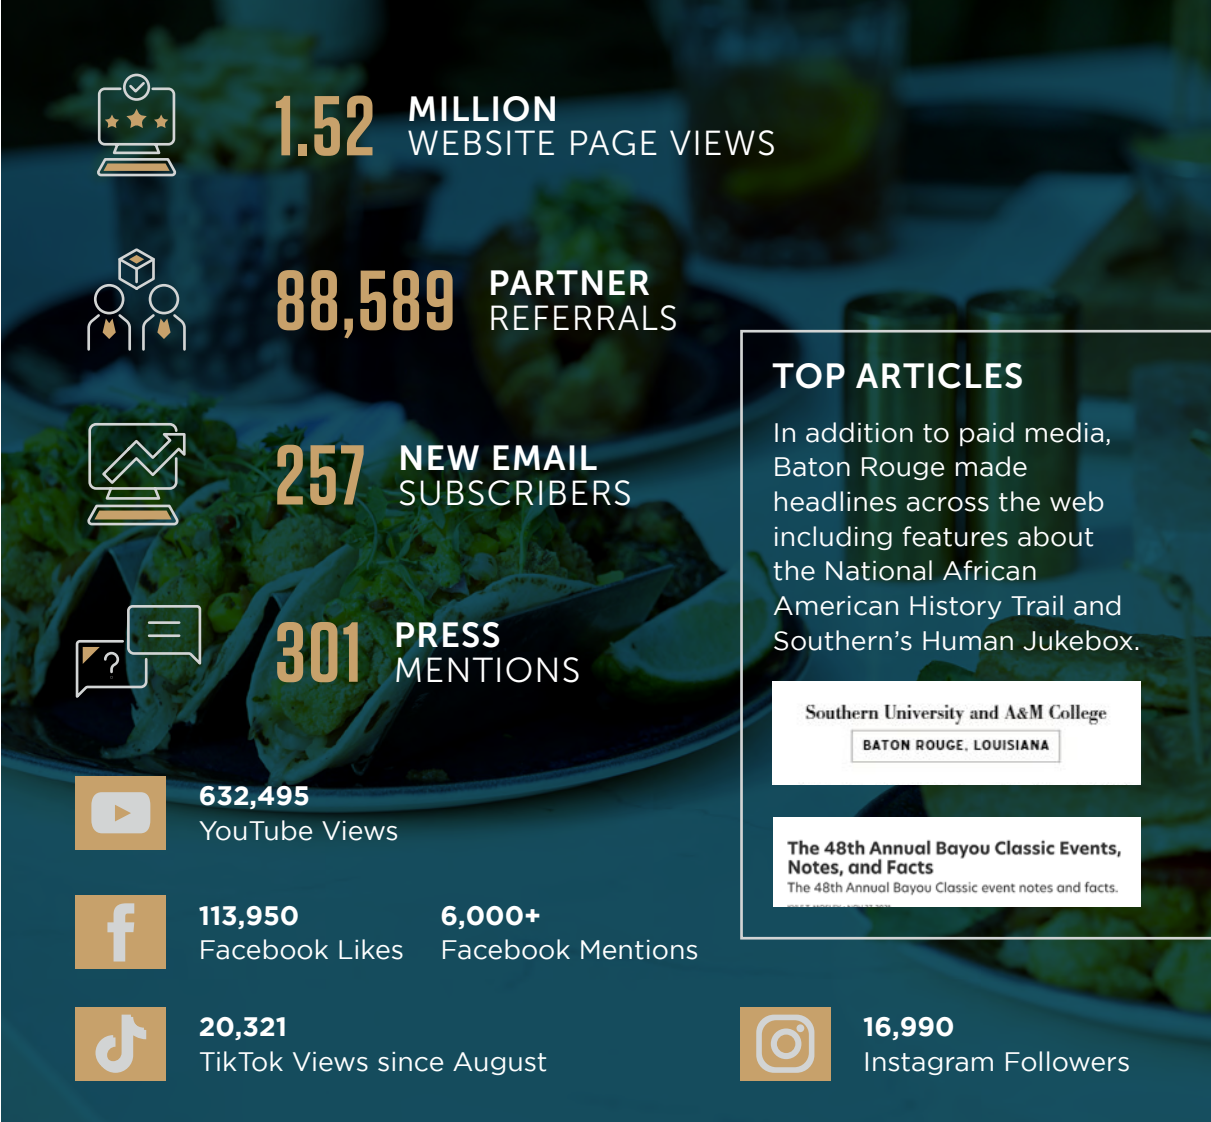 1.52 MILLION
WEBSITE PAGE VIEWS
88,589 PARTNER
REFERRALS
257 NEW EMAIL
SUBSCRIBERS
301 PRESS
MENTIONS
632,495
YouTube Views
113,950
Facebook Likes
6,000+
Facebook Mentions
20,321
TikTok Views since August
TOP ARTICLES
In addition to paid media,
Baton Rouge made
headlines across the web
including features about
the National African
American History Trail and
Southern's Human Jukebox.
Southern University and A&M College
BATON ROUGE, LOUISIANA
The 48th Annual Bayou Classic Events,
Notes, and Facts
The 48th Annual Bayou Classic event notes and facts.
16,990
Instagram Followers